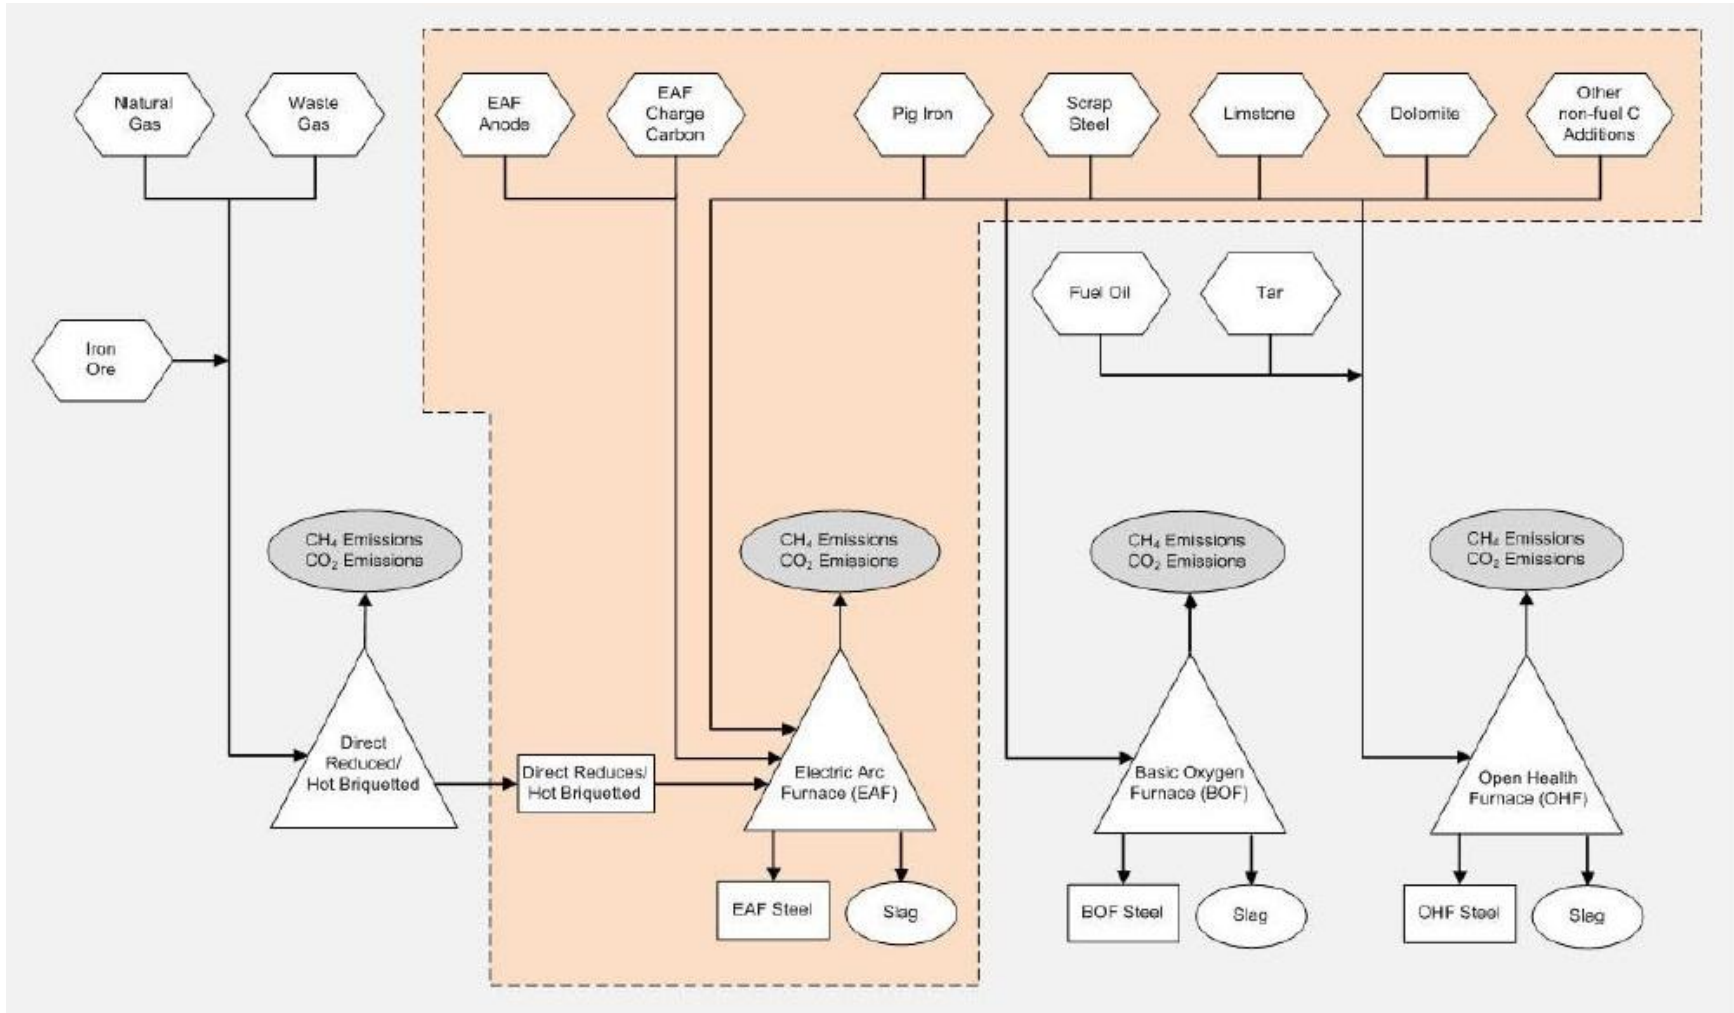 Natural
Gas
Waste
Gas
EAF
Anode
EAF
Charge
Carbon
Pig Iron
Scrap
Steel
Limstone
Dolomite
Other
non-fuel C
Additions
Fuel Oil
Tar
Iron
Ore
CH₄ Emissions
CO₂ Emissions
CH₄ Emissions
CO₂ Emissions
CH₄ Emissions
CO₂ Emissions
CH₄ Emissions
CO₂ Emissions
Direct
Reduced/
Hot Briquetted
Direct Reduces/
Hot Briquetted
Electric Arc
Furnace (EAF)
Basic Oxygen
Furnace (BOF)
Open Health
Furnace (OHF)
EAF Steel
Slag
BOF Steel
Slag
OHF Steel
Slag